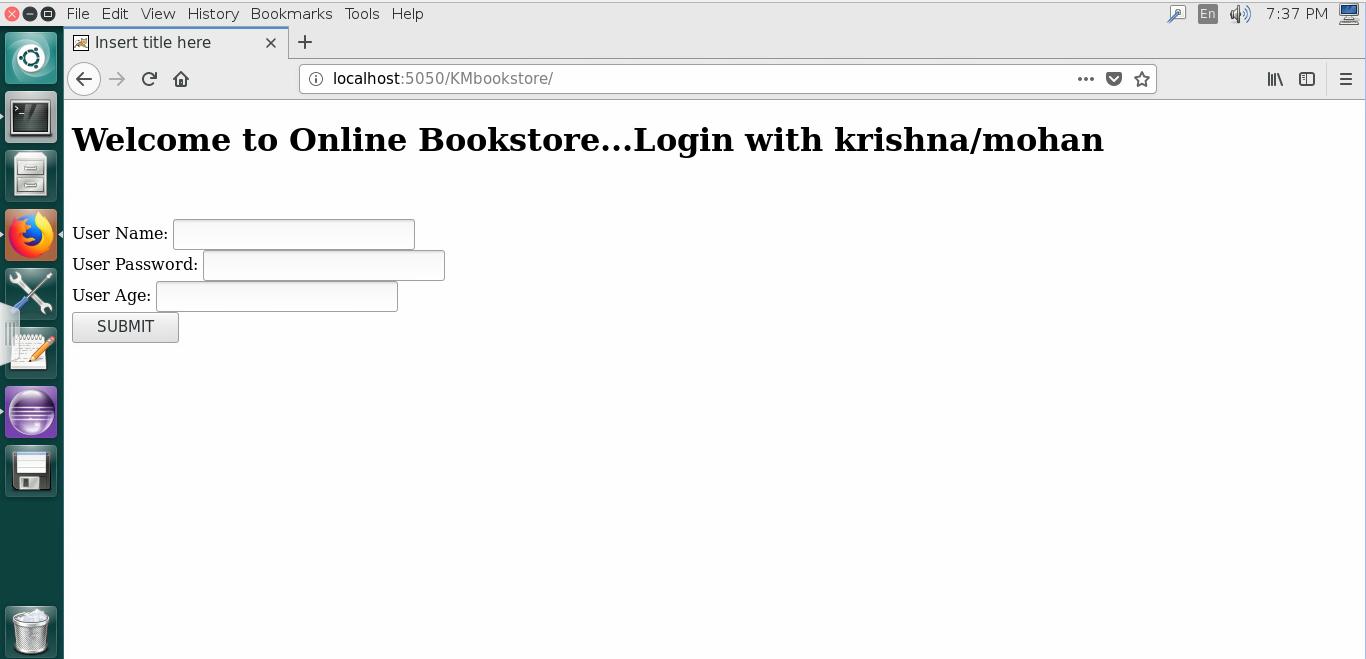 File Edit View History Bookmarks Tools Help
En
7:37 PM
Insert title here
localhost:5050/KMbookstore/
Welcome to Online Bookstore...Login with krishna/mohan
User Name:
User Password:
User Age:
SUBMIT